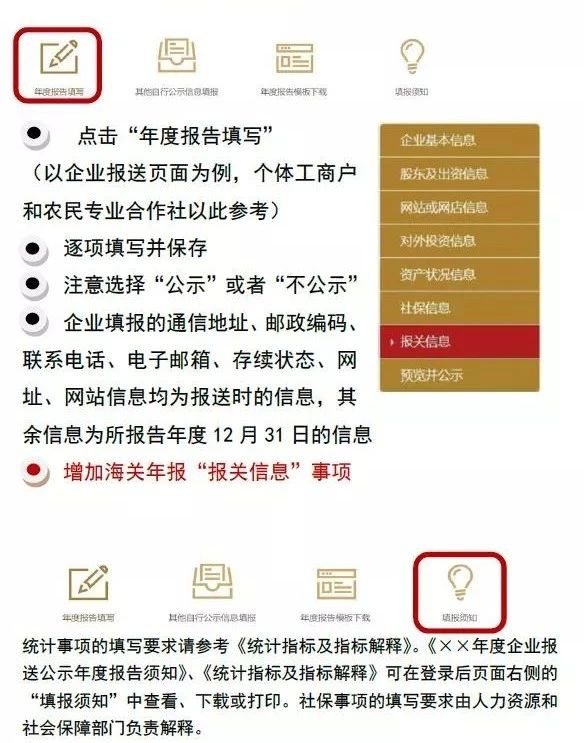 年度报告填写 其他自行公示信息填报 年度报告模板下载 填报须知
点击“年度报告填写”
（以企业报送页面为例，个体工商户
和农民专业合作社以此参考）
逐项填写并保存
注意选择“公示”或者“不公示”
企业填报的通信地址、邮政编码、
联系电话、电子邮箱、存续状态、网
址、网站信息均为报送时的信息，其
余信息为所报告年度12月31日的信息
增加海关年报“报关信息”事项
企业基本信息
股东及出资信息
网站或网店信息
对外投资信息
资产状况信息
社保信息
报关信息
预览并公示
年度报告填写 其他自行公示信息填报 年度报告模板下载 填报须知
统计事项的填写要求请参考《统计指标及指标解释》。《××年度企业报
送公示年度报告须知》、《统计指标及指标解释》可在登录后页面右侧的
“填报须知”中查看、下载或打印。社保事项的填写要求由人力资源和
社会保障部门负责解释。